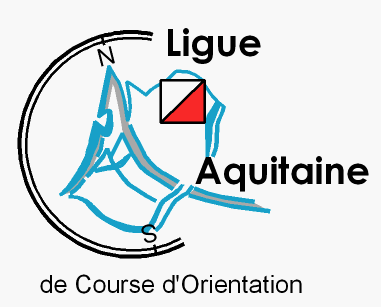 N
Ligue
Aquitaine
S
de Course d'Orientation